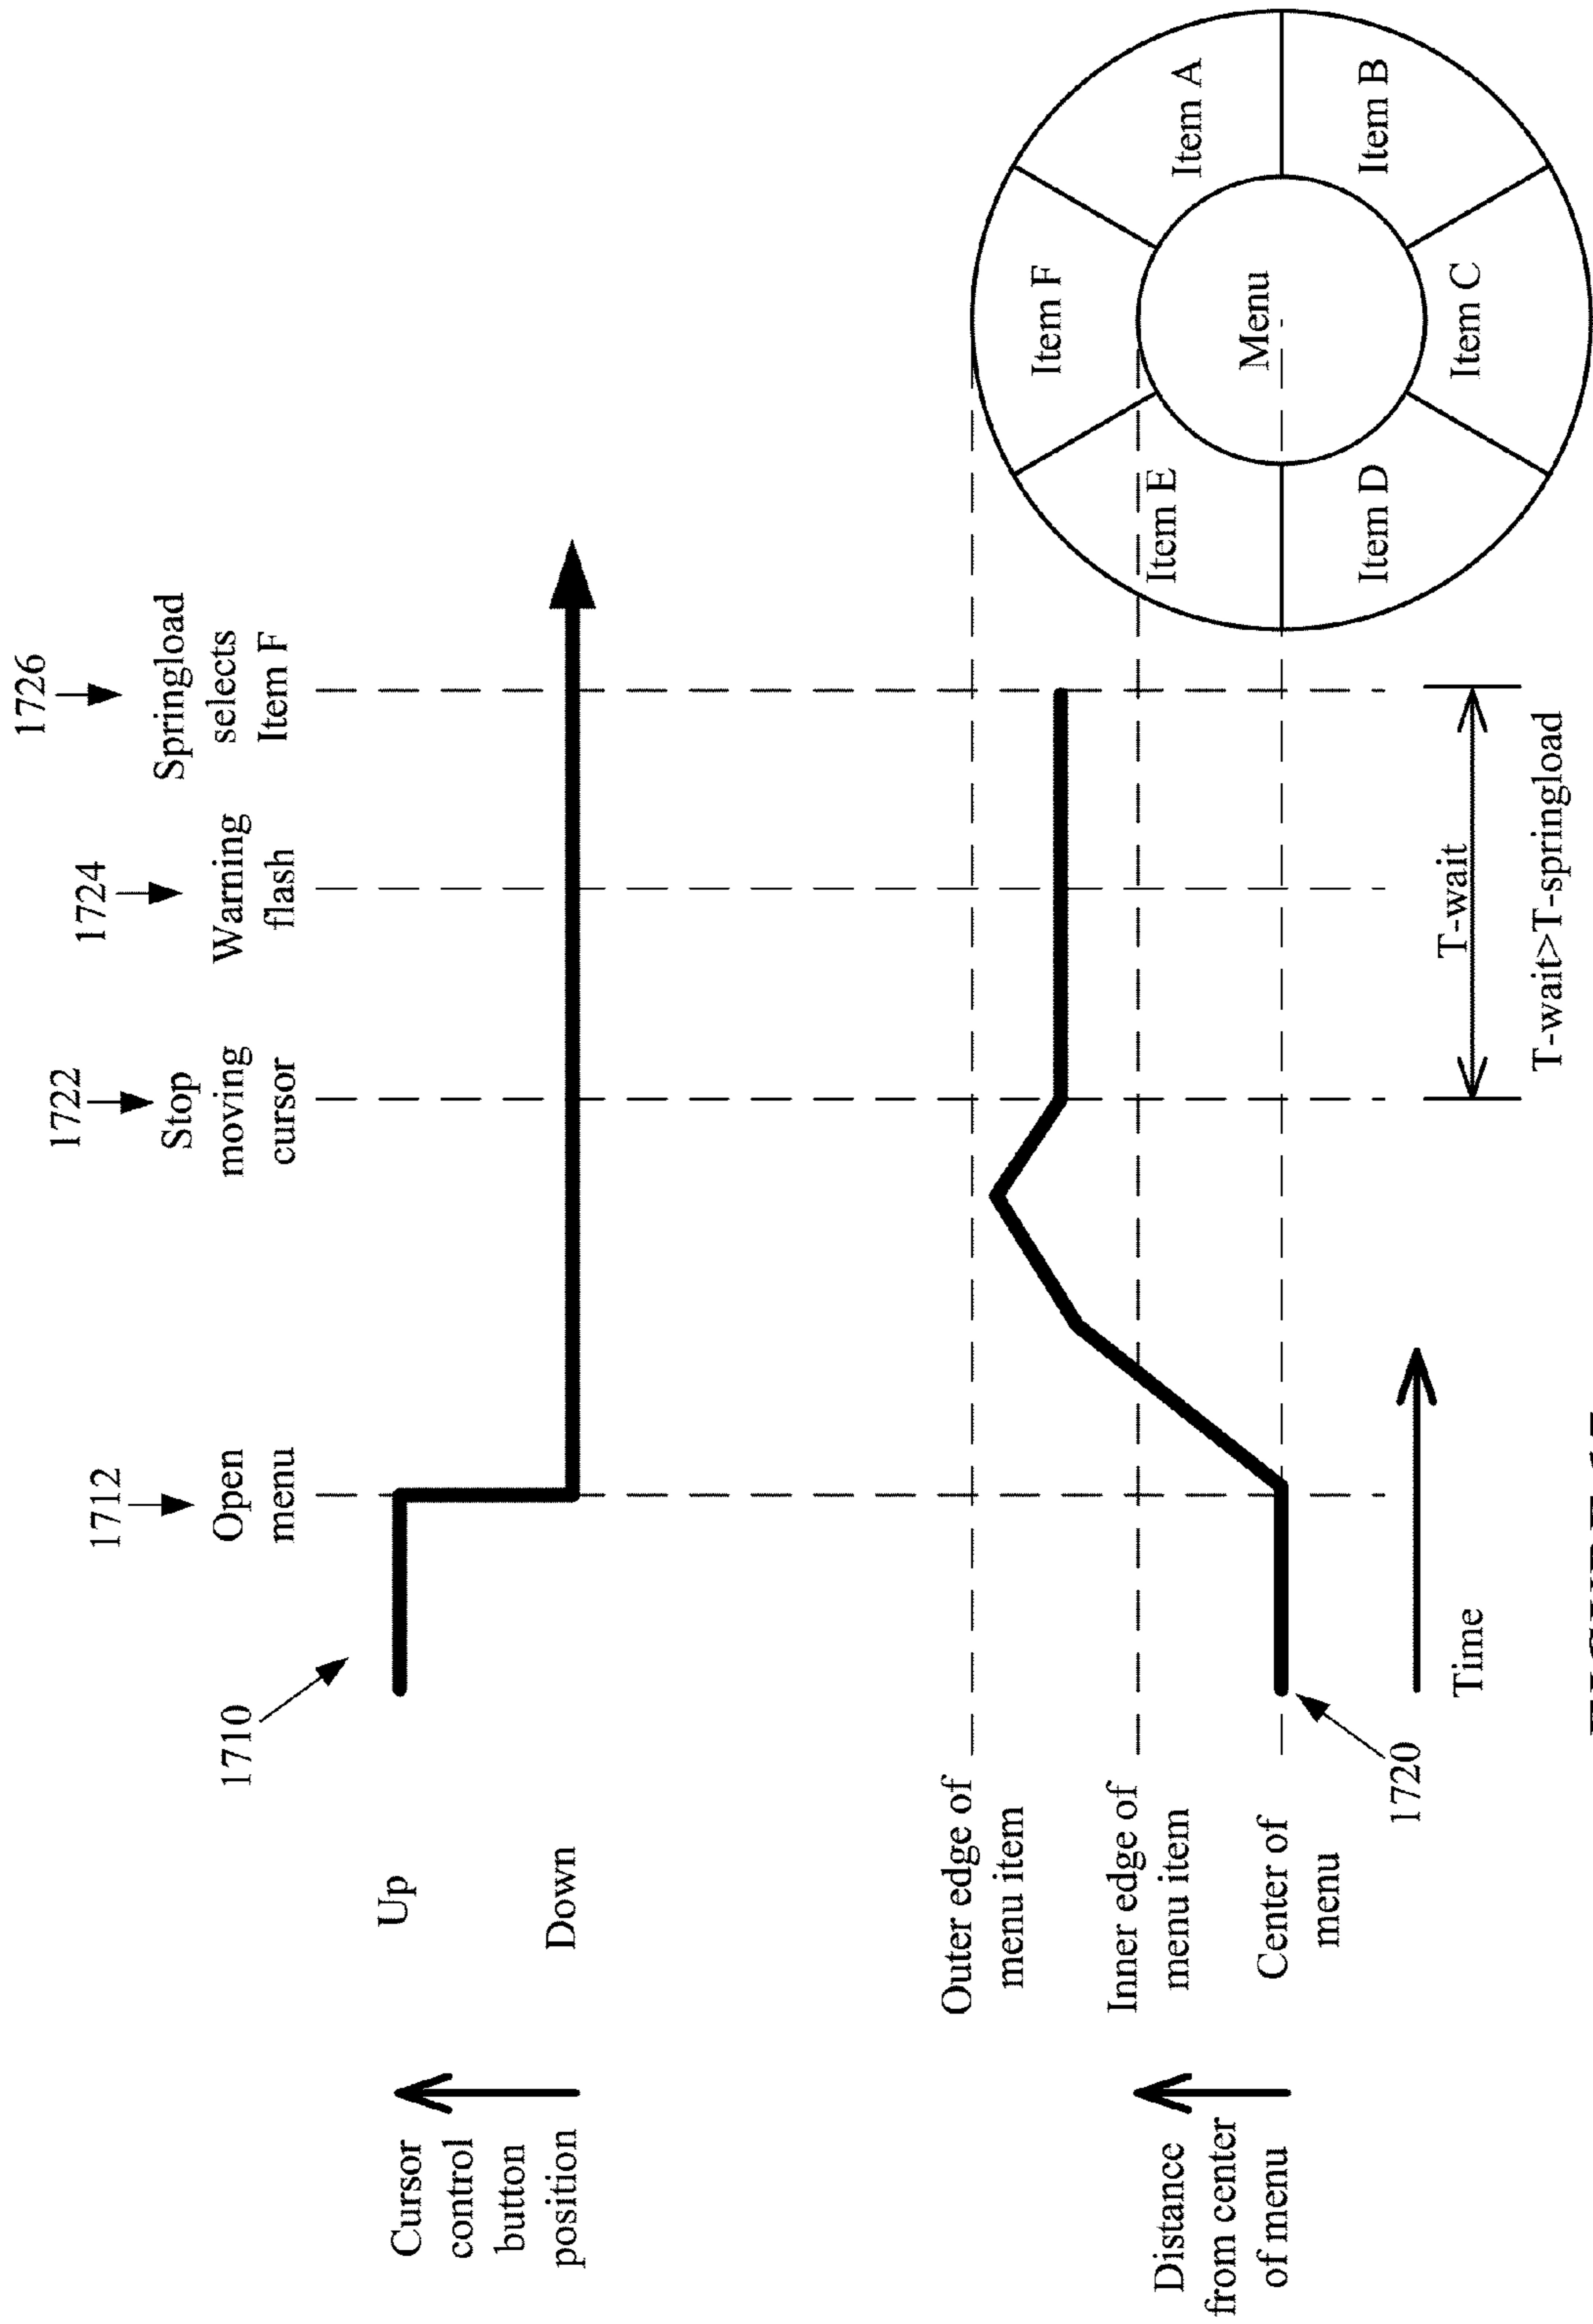 1712
Open
menu
1722
Stop
moving
cursor
1724
Warning
flash
1726
Springload
selects
Item F
1710
Cursor
control
button
position
Up
Down
Outer edge of
menu item
Inner edge of
menu item
Center of
menu
Distance
from center
of menu
1720
Time
T-wait
T-wait>T-springload
Menu
Item A
Item B
Item C
Item D
Item E
Item F